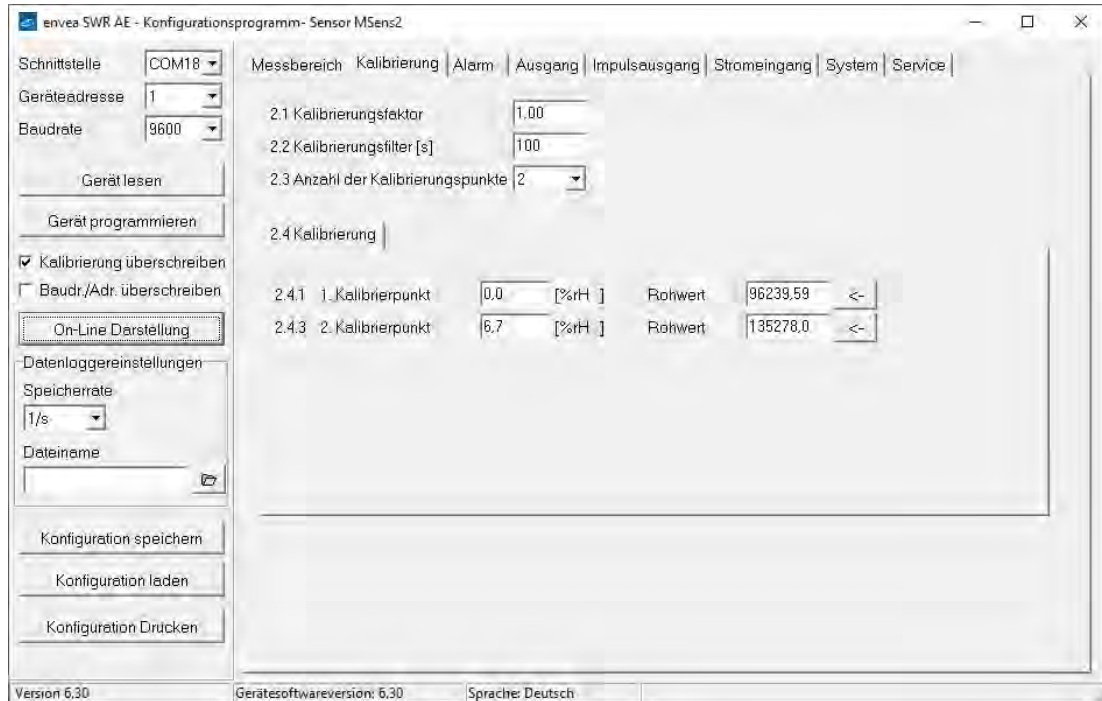 envea SWR AE - Konfigurationsprogramm- Sensor MSens2
Schnittstelle COM18
Geräteadresse 1
Baudrate 9600
Gerät lesen
Gerät programmieren
Kalibrierung überschreiben
Baudr./Adr. überschreiben
On-Line Darstellung
Datenloggereinstellungen
Speicherrate
1/s
Dateiname
Konfiguration speichern
Konfiguration laden
Konfiguration Drucken
Messbereich Kalibrierung Alarm Ausgang Impulsausgang Stromeingang System Service
2.1 Kalibrierungsfaktor 1,00
2.2 Kalibrierungsfilter [s] 100
2.3 Anzahl der Kalibrierungspunkte 2
2.4 Kalibrierung
2.4.1 1. Kalibrierpunkt 0,0 [%rH ] Rohwert 96239,59 <-
2.4.3 2. Kalibrierpunkt 6,7 [%rH ] Rohwert 135278,0 <-
Version 6,30 Gerätesoftwareversion: 6,30 Sprache: Deutsch